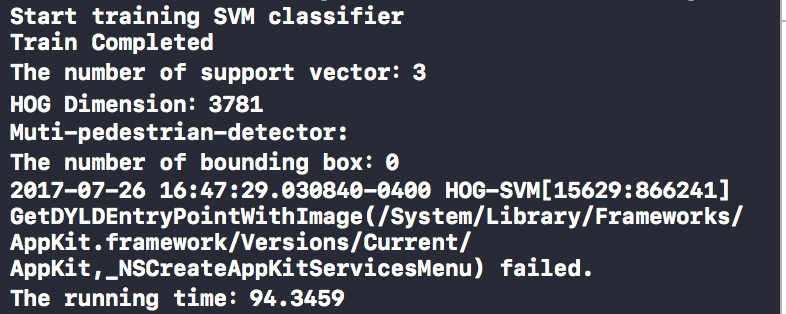 Start training SVM classifier
Train Completed
The number of support vector: 3
HOG Dimension: 3781
Muti-pedestrian-detector:
The number of bounding box: 0
2017-07-26 16:47:29.030840-0400 HOG-SVM[15629:866241]
GetDYLDEntryPointWithImage(/System/Library/Frameworks/
AppKit.framework/Versions/Current/
AppKit,_NSCreateAppKitServicesMenu) failed.
The running time: 94.3459